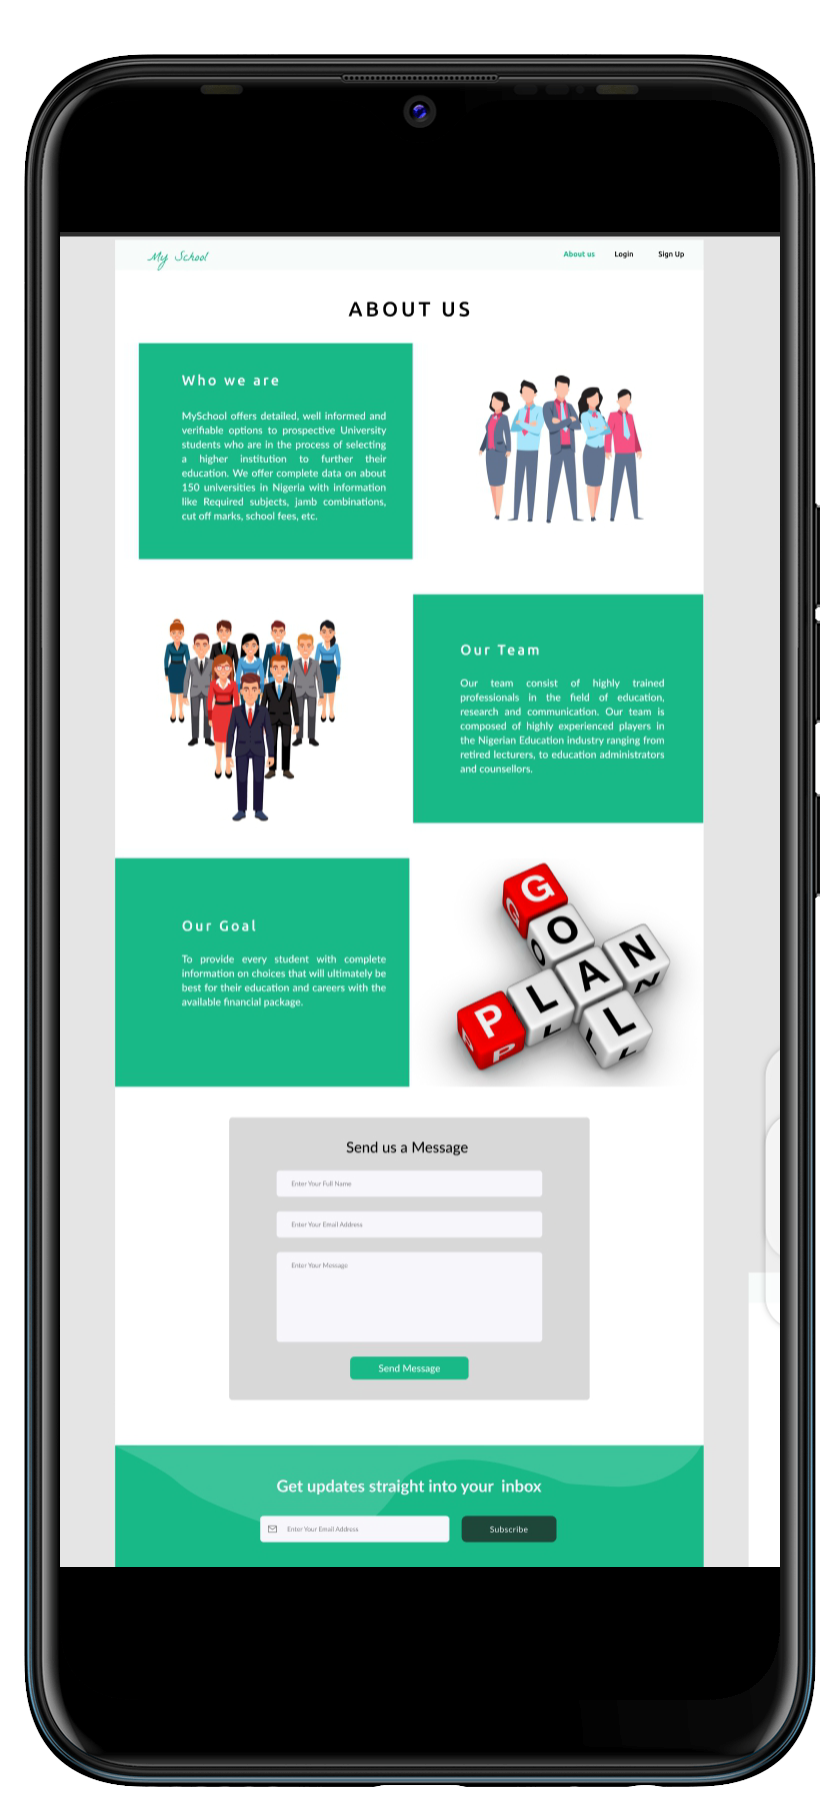 My School
About us Login Sign Up
ABOUT US
Who we are
MySchool offers detailed, well informed and
verifiable options to prospective University
students who are in the process of selecting
a higher institution to further their
education. We offer complete data on about
150 universities in Nigeria with information
like Required subjects, jamb combinations,
cut off marks, school fees, etc.
Our Team
Our team consist of highly trained
professionals in the field of education,
research and communication. Our team is
composed of highly experienced players in
the Nigerian Education industry ranging from
retired lecturers, to education administrators
and counsellors.
Our Goal
To provide every student with complete
information on choices that will ultimately be
best for their education and careers with the
available financial package.
GOAL
PLAN
Send us a Message
Enter Your Full Name
Enter Your Email Address
Enter Your Message
Send Message
Get updates straight into your inbox
Enter Your Email Address
Subscribe